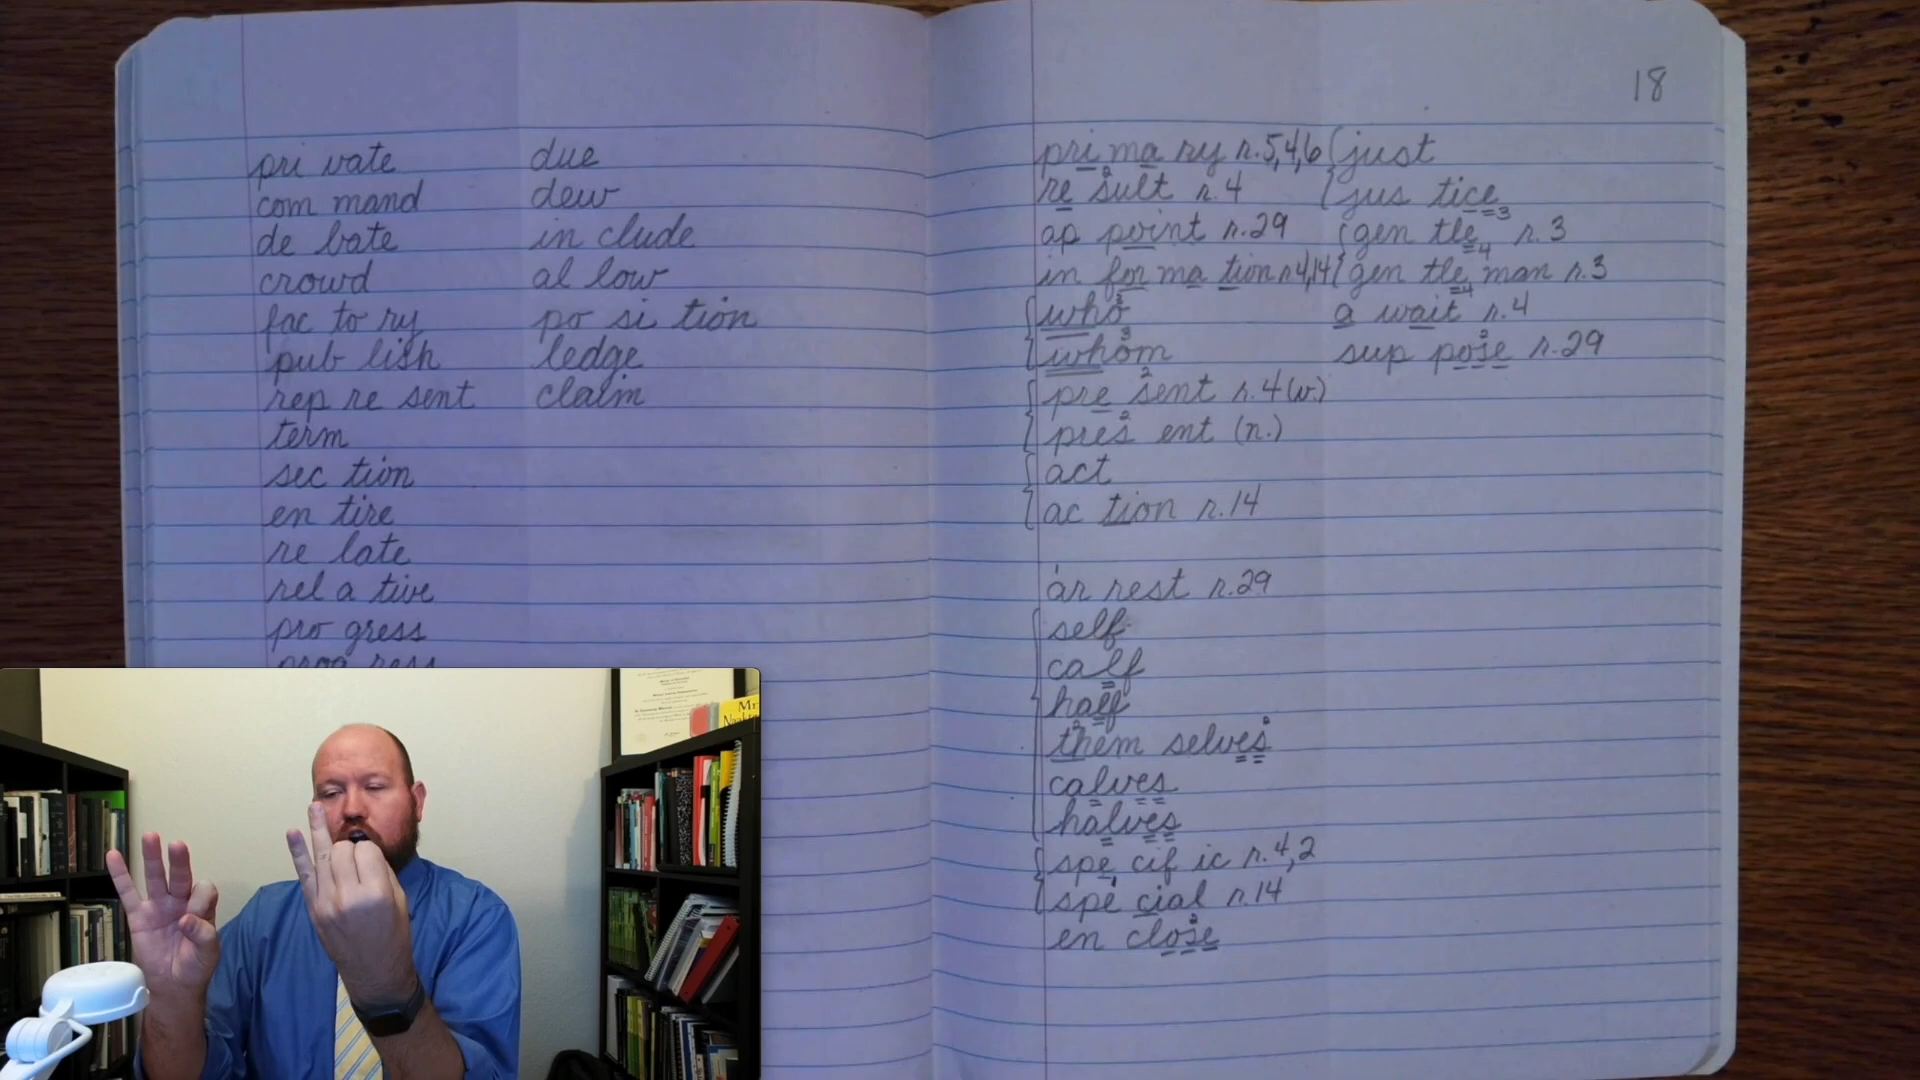 18
pri vate
com mand
de bate
crowd
fac to ry
pub lish
rep re sent
term
sec tion
en tire
re late
rel a tive
pro gress
prog ress
due
dew
in clude
al low
po si tion
ledge
claim
pri ma ry r.5,4,6
re sult r.4
ap point r.29
in for ma tion r4,14
who
whom
pre sent r.4 (v.)
pres ent (n.)
act
ac tion r.14
ar rest r.29
self
calf
half
them selves
calves
halves
spe cif ic r.4,2
spe cial r.14
en close
just
jus tice
gen tle r.3
gen tle man r.3
a wait r.4
sup pose r.29